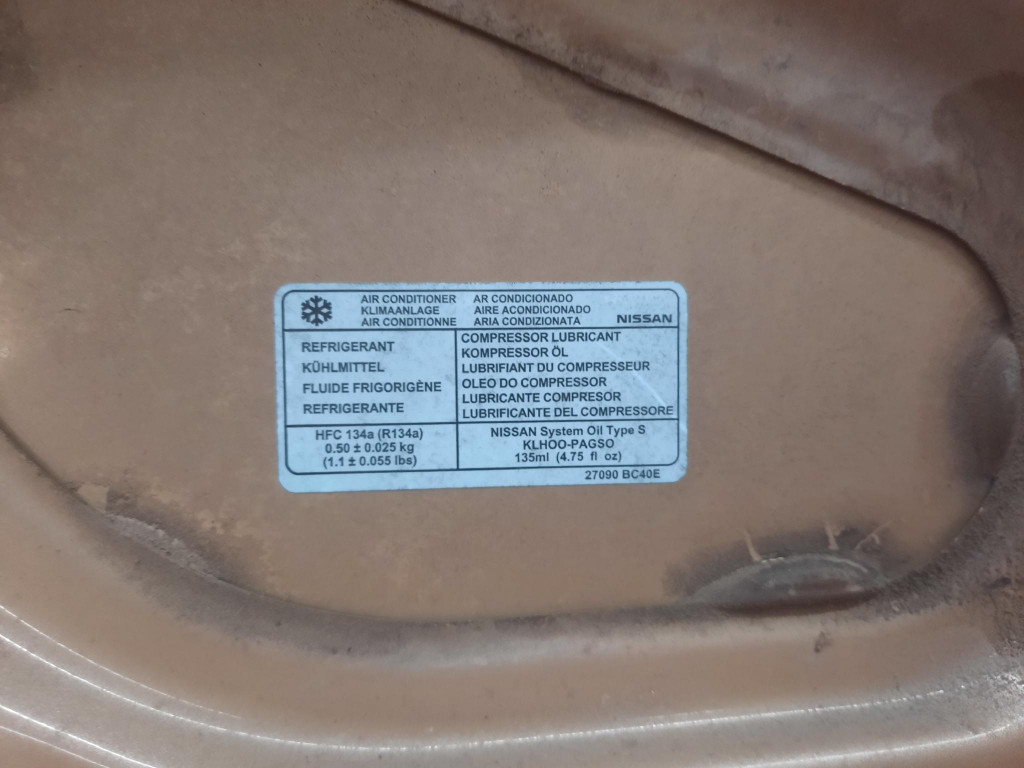 AIR CONDITIONER
KLIMAANLAGE
AIR CONDITIONNE
AR CONDICIONADO
AIRE ACONDICIONADO
ARIA CONDIZIONATA
NISSAN
REFRIGERANT
KÜHLMITTEL
FLUIDE FRIGORIGÈNE
REFRIGERANTE
COMPRESSOR LUBRICANT
KOMPRESSOR ÖL
LUBRIFIANT DU COMPRESSEUR
OLEO DO COMPRESSOR
LUBRICANTE COMPRESOR
LUBRIFICANTE DEL COMPRESSORE
HFC 134a (R134a)
0.50 ± 0.025 kg
(1.1 ± 0.055 lbs)
NISSAN System Oil Type S
KLHOO-PAGSO
135ml (4.75 fl oz)
27090 BC40E